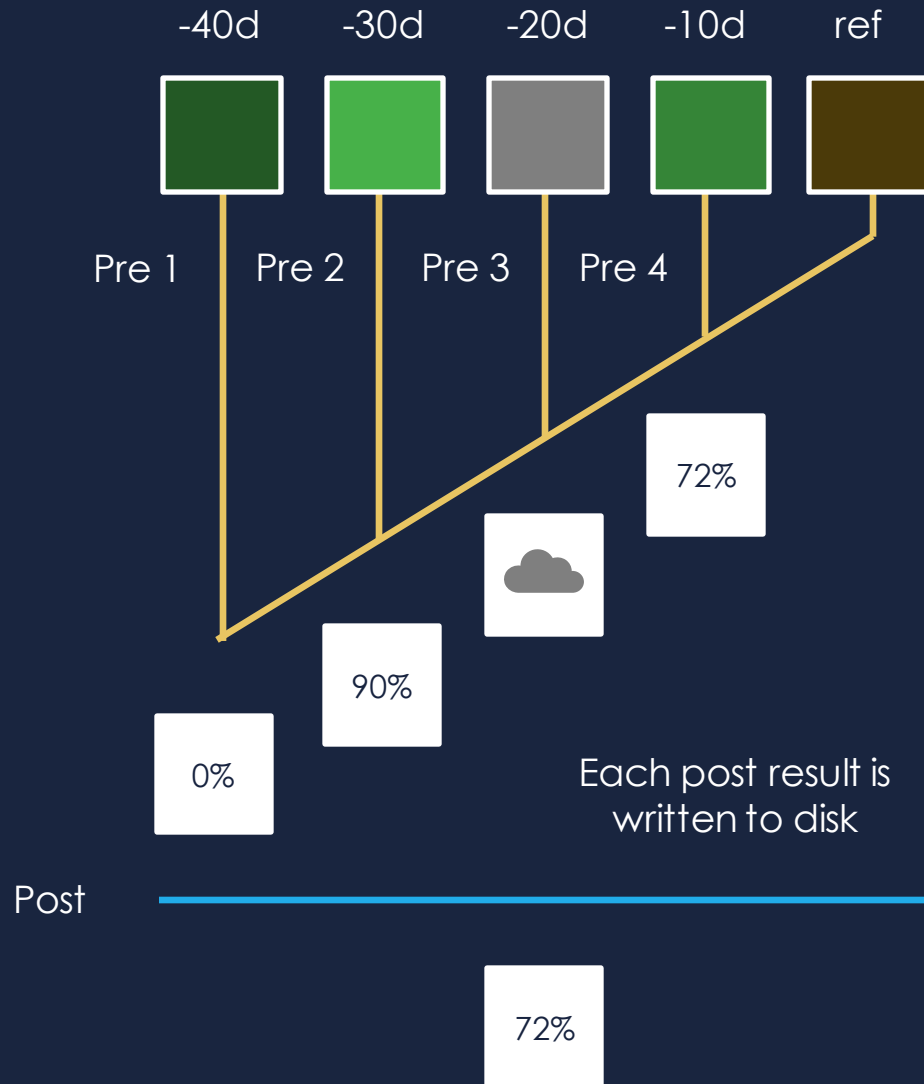 -40d -30d -20d -10d ref
Pre 1 Pre 2 Pre 3 Pre 4
72%
90%
0%
Each post result is
written to disk
Post
72%